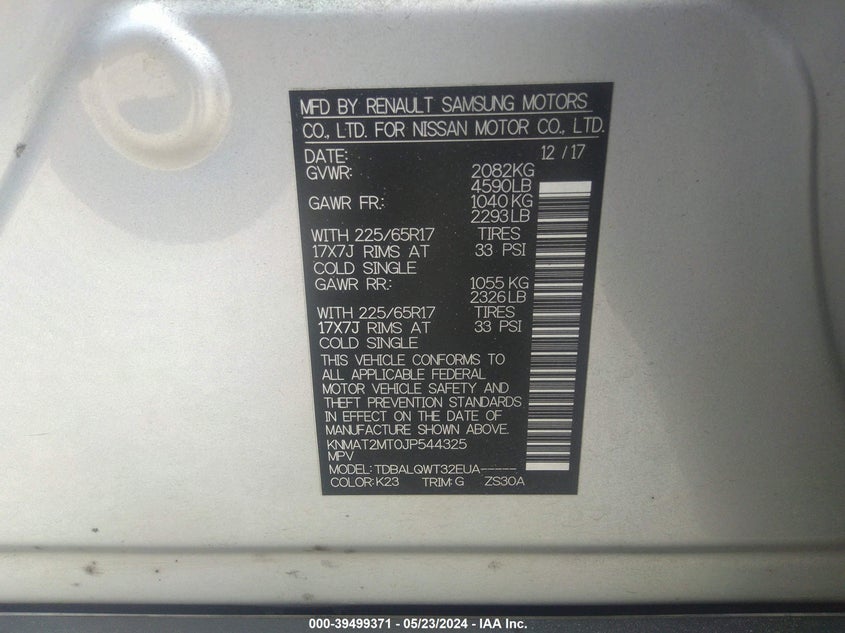 MFD BY RENAULT SAMSUNG MOTORS
CO., LTD. FOR NISSAN MOTOR CO., LTD.
DATE: 12 / 17
GVWR: 2082KG
4590LB
GAWR FR: 1040 KG
2293 LB
WITH 225/65R17 TIRES
17X7J RIMS AT 33 PSI
COLD SINGLE
GAWR RR: 1055 KG
2326 LB
WITH 225/65R17 TIRES
17X7J RIMS AT 33 PSI
COLD SINGLE
THIS VEHICLE CONFORMS TO
ALL APPLICABLE FEDERAL
MOTOR VEHICLE SAFETY AND
THEFT PREVENTION STANDARDS
IN EFFECT ON THE DATE OF
MANUFACTURE SHOWN ABOVE.
KNMAT2MT0JP544325
MPV
MODEL: TDBALQWT32EUA-----
COLOR: K23 TRIM: G ZS30A
000-39499371 - 05/23/2024 - IAA Inc.